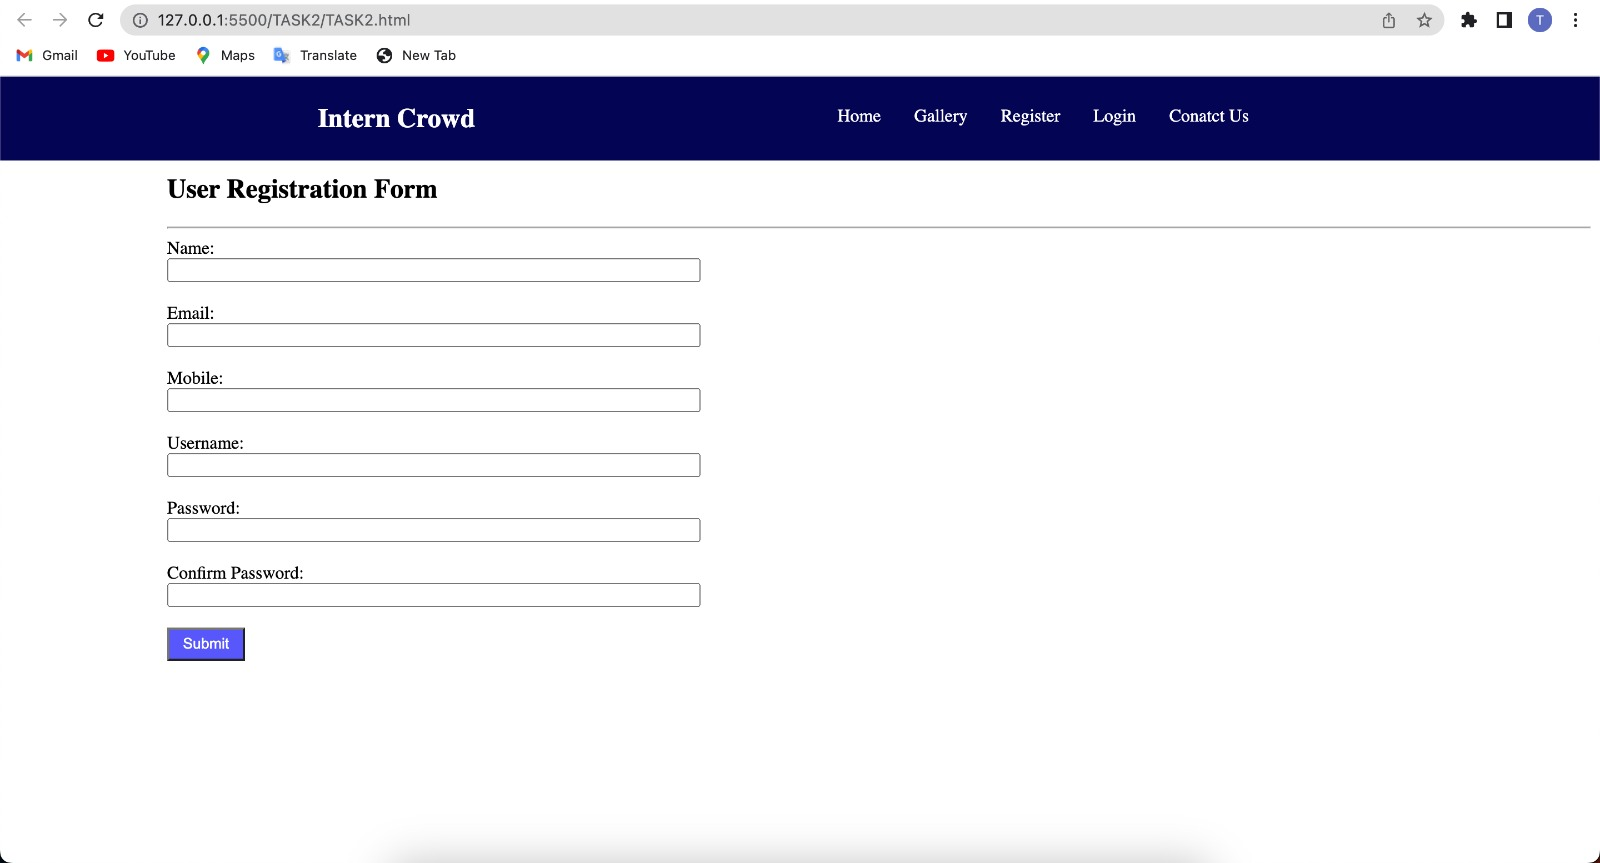 127.0.0.1:5500/TASK2/TASK2.html T
Gmail YouTube Maps Translate New Tab
Intern Crowd Home Gallery Register Login Conatct Us
User Registration Form
Name:
Email:
Mobile:
Username:
Password:
Confirm Password:
Submit